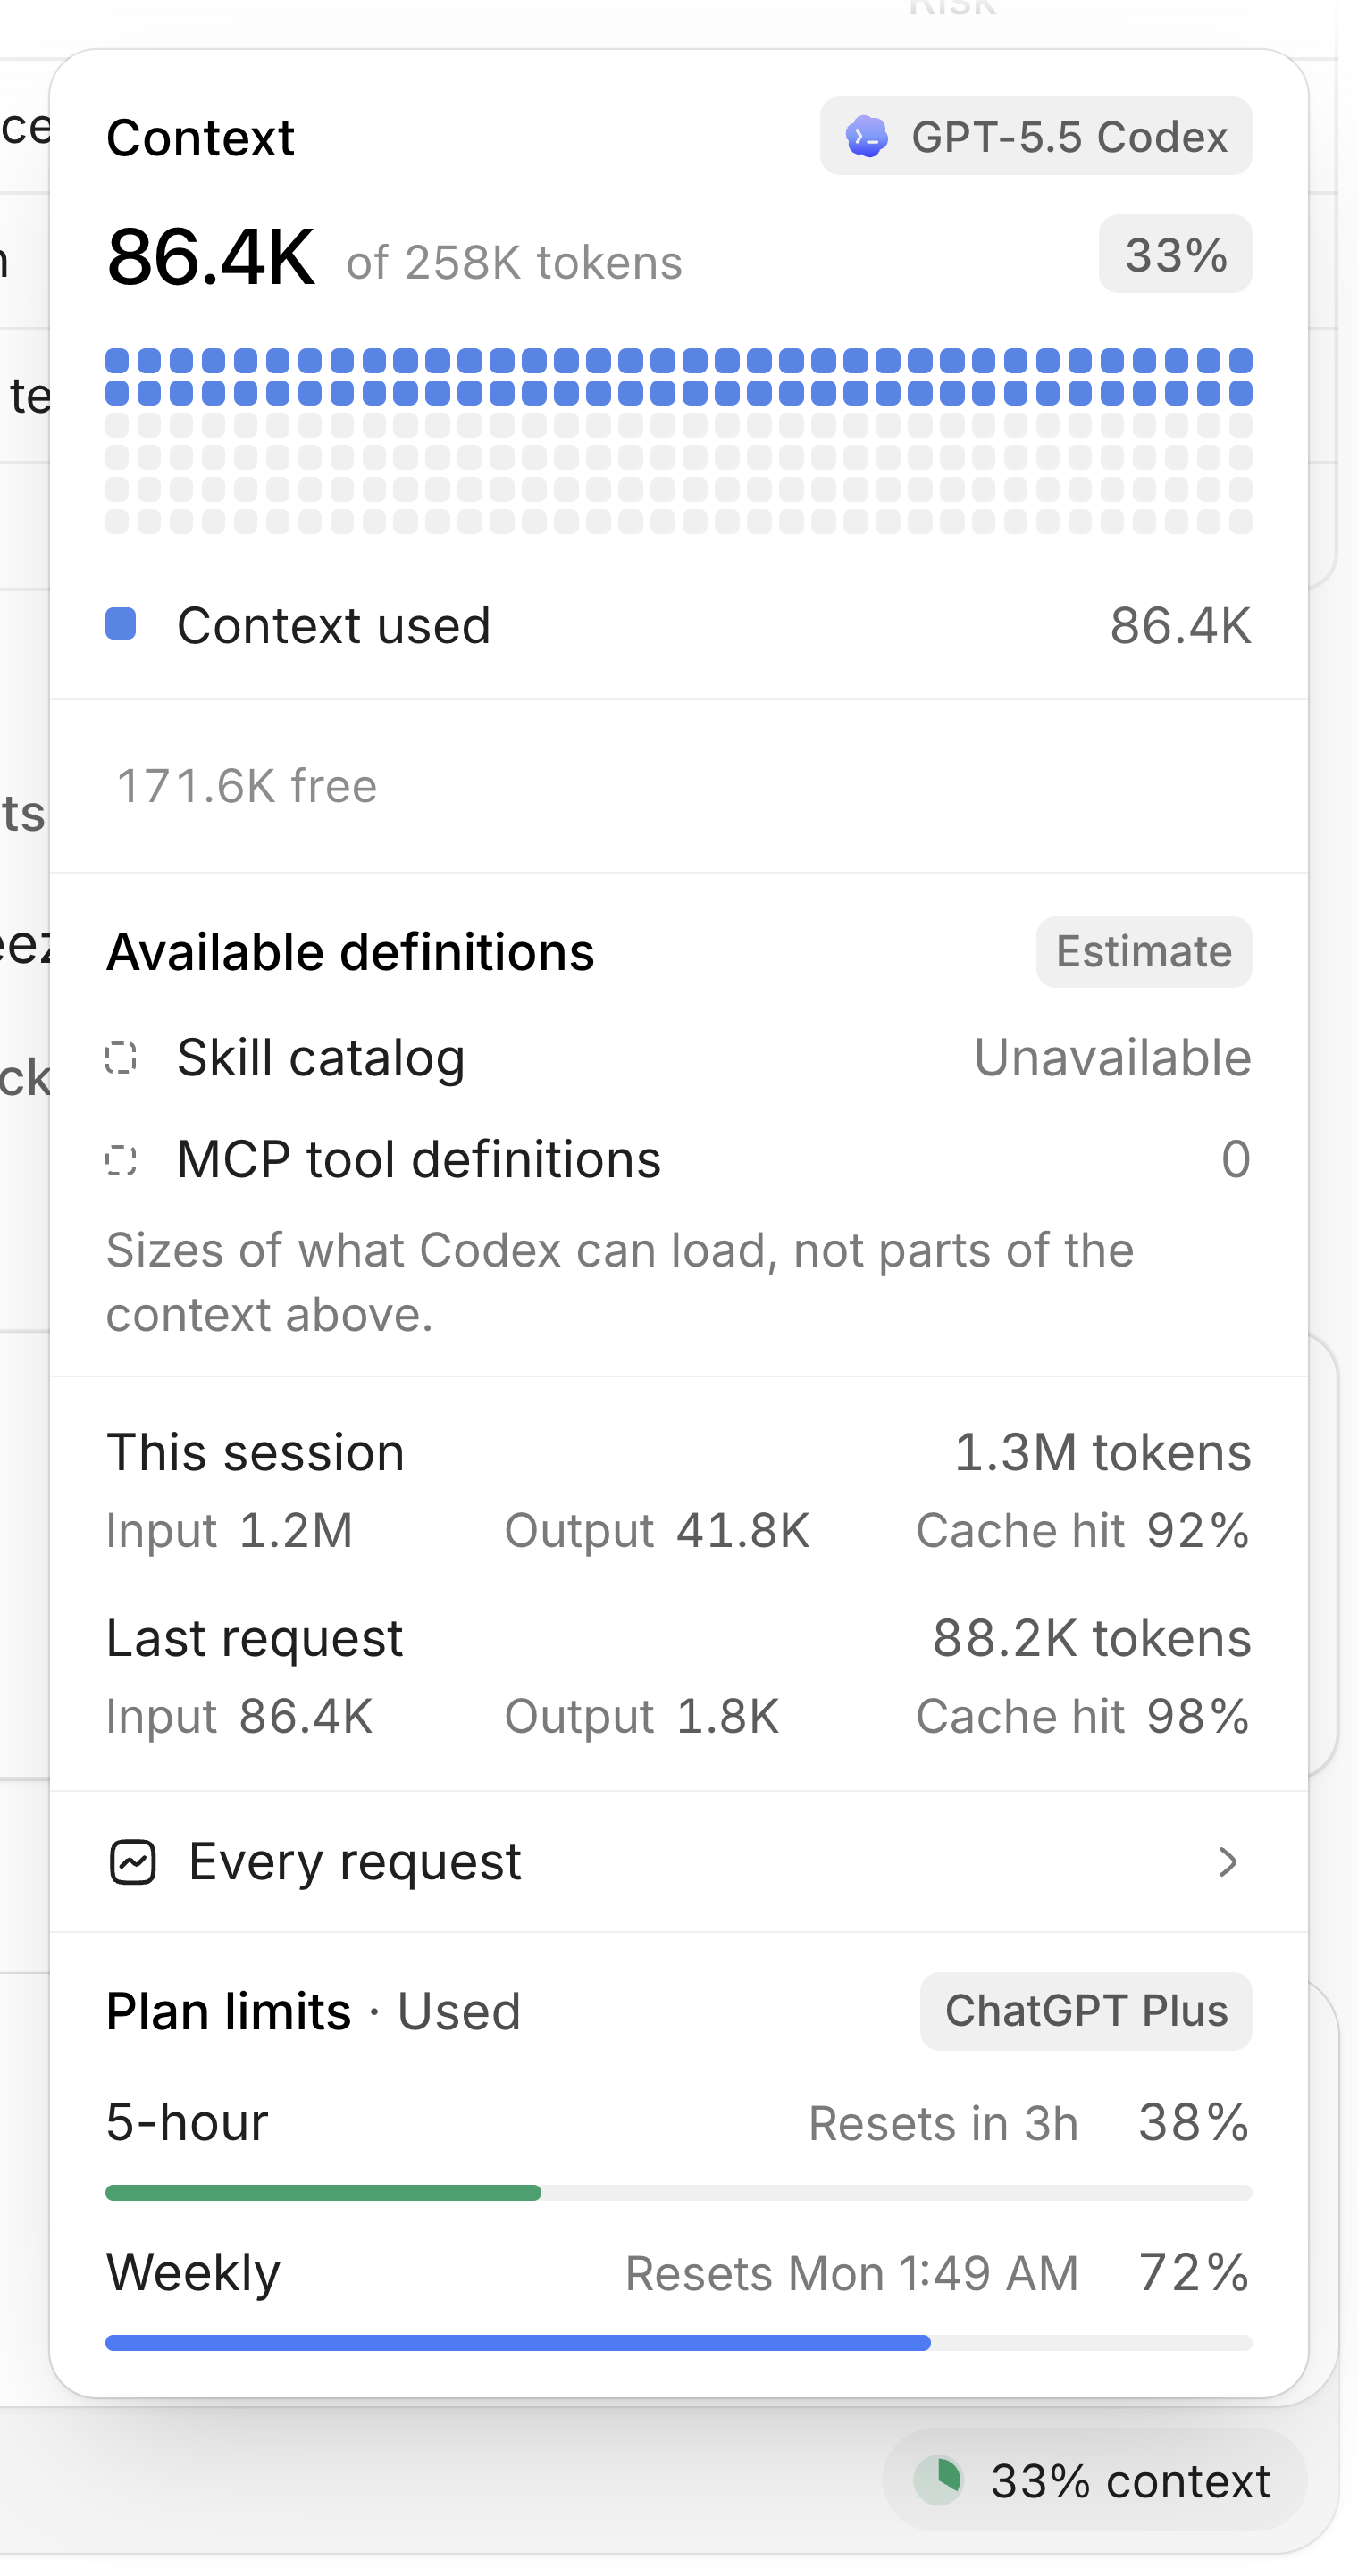 Risk
Context
GPT-5.5 Codex
86.4K of 258K tokens
33%
Context used
86.4K
171.6K free
Available definitions
Estimate
Skill catalog
Unavailable
MCP tool definitions
0
Sizes of what Codex can load, not parts of the
context above.
This session
1.3M tokens
Input 1.2M
Output 41.8K
Cache hit 92%
Last request
88.2K tokens
Input 86.4K
Output 1.8K
Cache hit 98%
Every request
Plan limits · Used
ChatGPT Plus
5-hour
Resets in 3h
38%
Weekly
Resets Mon 1:49 AM
72%
33% context